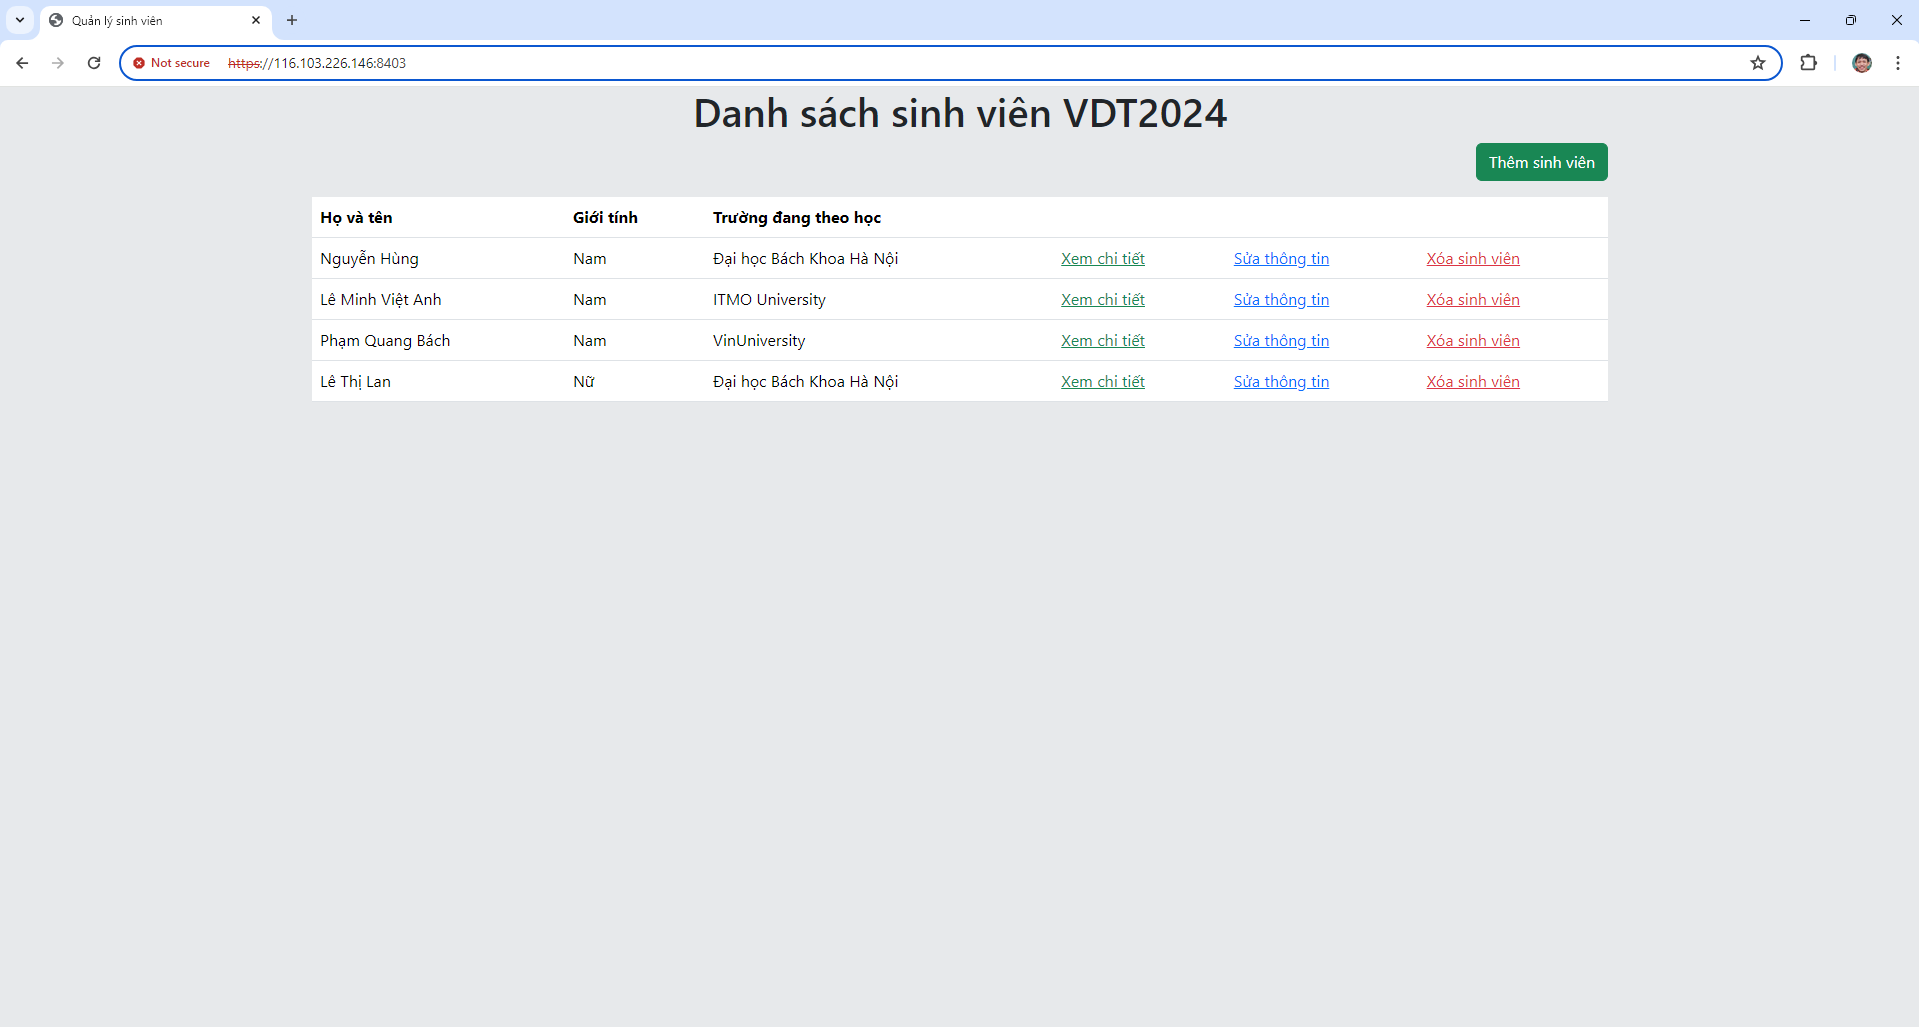 Quản lý sinh viên
Not secure https://116.103.226.146:8403
Danh sách sinh viên VDT2024
Thêm sinh viên
Họ và tên Giới tính Trường đang theo học
Nguyễn Hùng Nam Đại học Bách Khoa Hà Nội Xem chi tiết Sửa thông tin Xóa sinh viên
Lê Minh Việt Anh Nam ITMO University Xem chi tiết Sửa thông tin Xóa sinh viên
Phạm Quang Bách Nam VinUniversity Xem chi tiết Sửa thông tin Xóa sinh viên
Lê Thị Lan Nữ Đại học Bách Khoa Hà Nội Xem chi tiết Sửa thông tin Xóa sinh viên